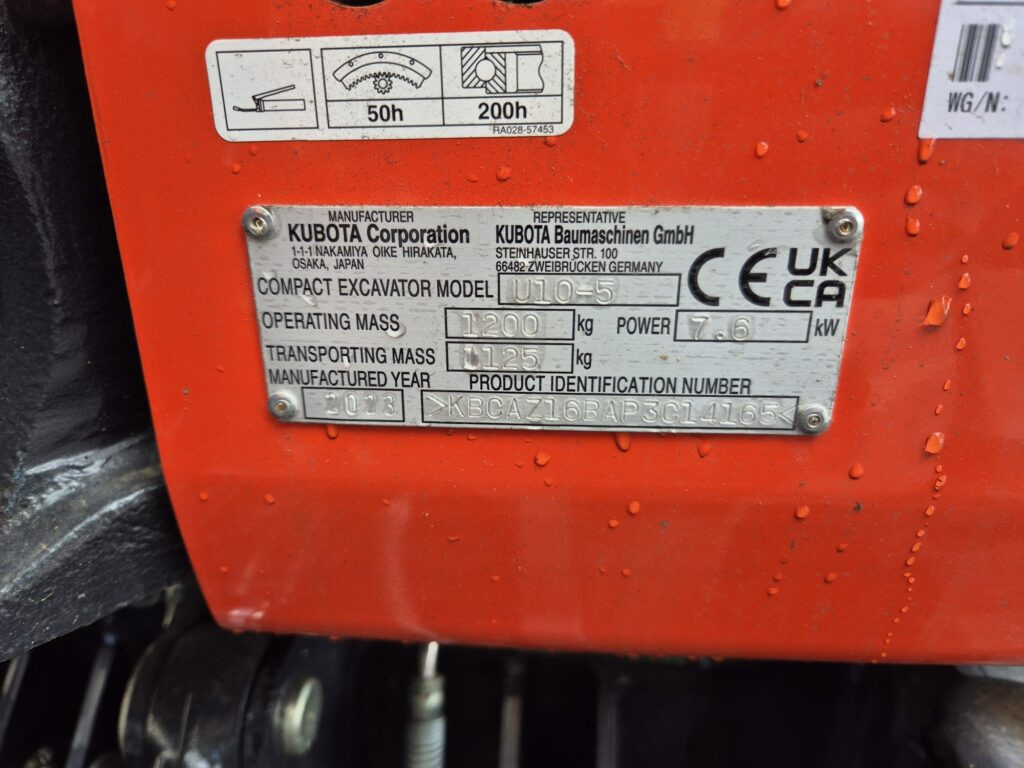 50h
200h
RA028-57453
WG/N:
MANUFACTURER
KUBOTA Corporation
1-1-1 NAKAMIYA OIKE HIRAKATA,
OSAKA, JAPAN
REPRESENTATIVE
KUBOTA Baumaschinen GmbH
STEINHAUSER STR. 100
66482 ZWEIBRÜCKEN GERMANY
CE UK
CA
COMPACT EXCAVATOR MODEL U10-5
OPERATING MASS 1200 kg POWER 7.6 kW
TRANSPORTING MASS 1125 kg
MANUFACTURED YEAR PRODUCT IDENTIFICATION NUMBER
2023 >KBCAZ16BAP3C14165<